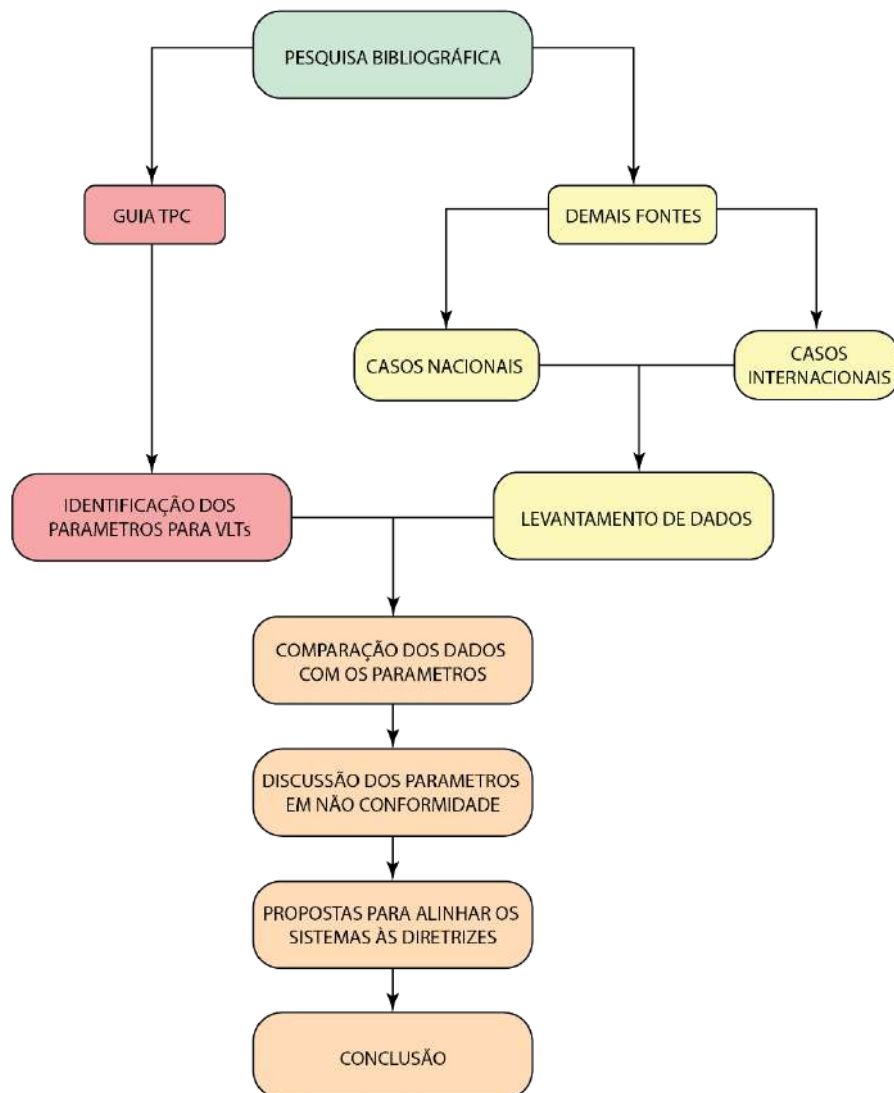 PESQUISA BIBLIOGRÁFICA
GUIA TPC
DEMAIS FONTES
CASOS NACIONAIS
CASOS
INTERNACIONAIS
IDENTIFICAÇÃO DOS
PARAMETROS PARA VLTs
LEVANTAMENTO DE DADOS
COMPARAÇÃO DOS DADOS
COM OS PARAMETROS
DISCUSSÃO DOS PARAMETROS
EM NÃO CONFORMIDADE
PROPOSTAS PARA ALINHAR OS
SISTEMAS ÀS DIRETRIZES
CONCLUSÃO